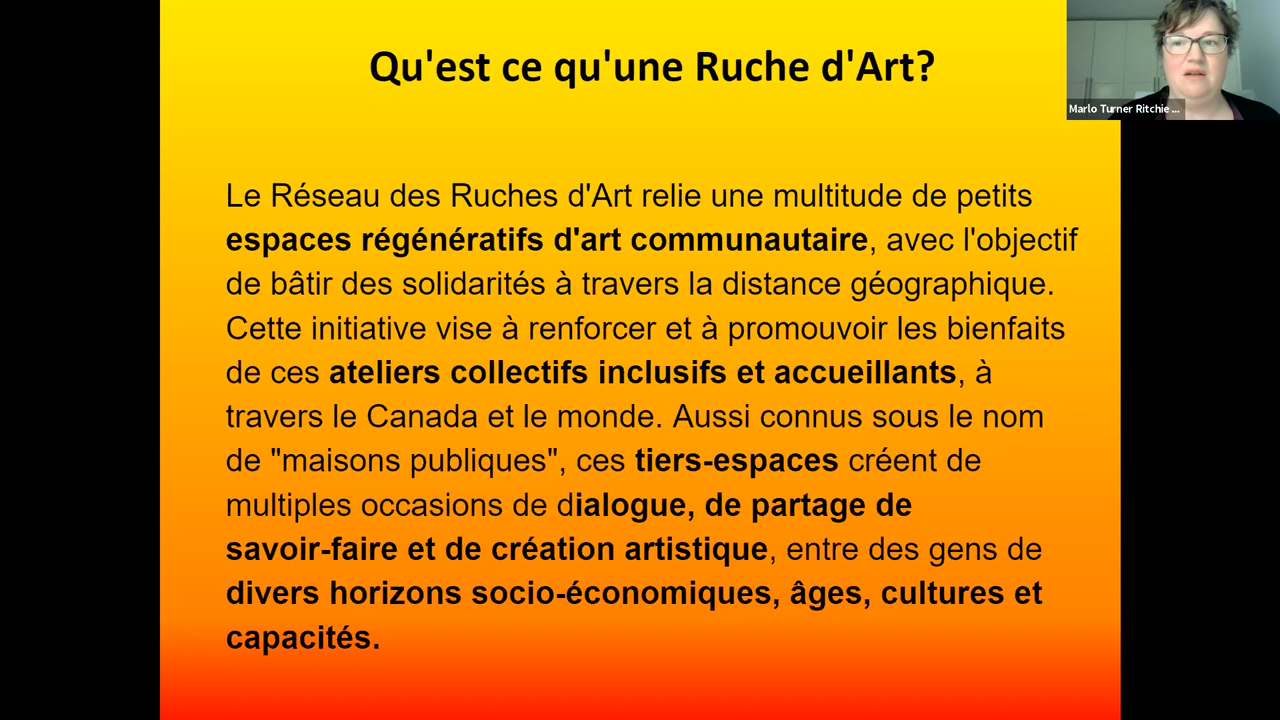 Qu'est ce qu'une Ruche d'Art?
Marlo Turner Ritchie ...
Le Réseau des Ruches d'Art relie une multitude de petits
espaces régénératifs d'art communautaire, avec l'objectif
de bâtir des solidarités à travers la distance géographique.
Cette initiative vise à renforcer et à promouvoir les bienfaits
de ces ateliers collectifs inclusifs et accueillants, à
travers le Canada et le monde. Aussi connus sous le nom
de "maisons publiques", ces tiers-espaces créent de
multiples occasions de dialogue, de partage de
savoir-faire et de création artistique, entre des gens de
divers horizons socio-économiques, âges, cultures et
capacités.